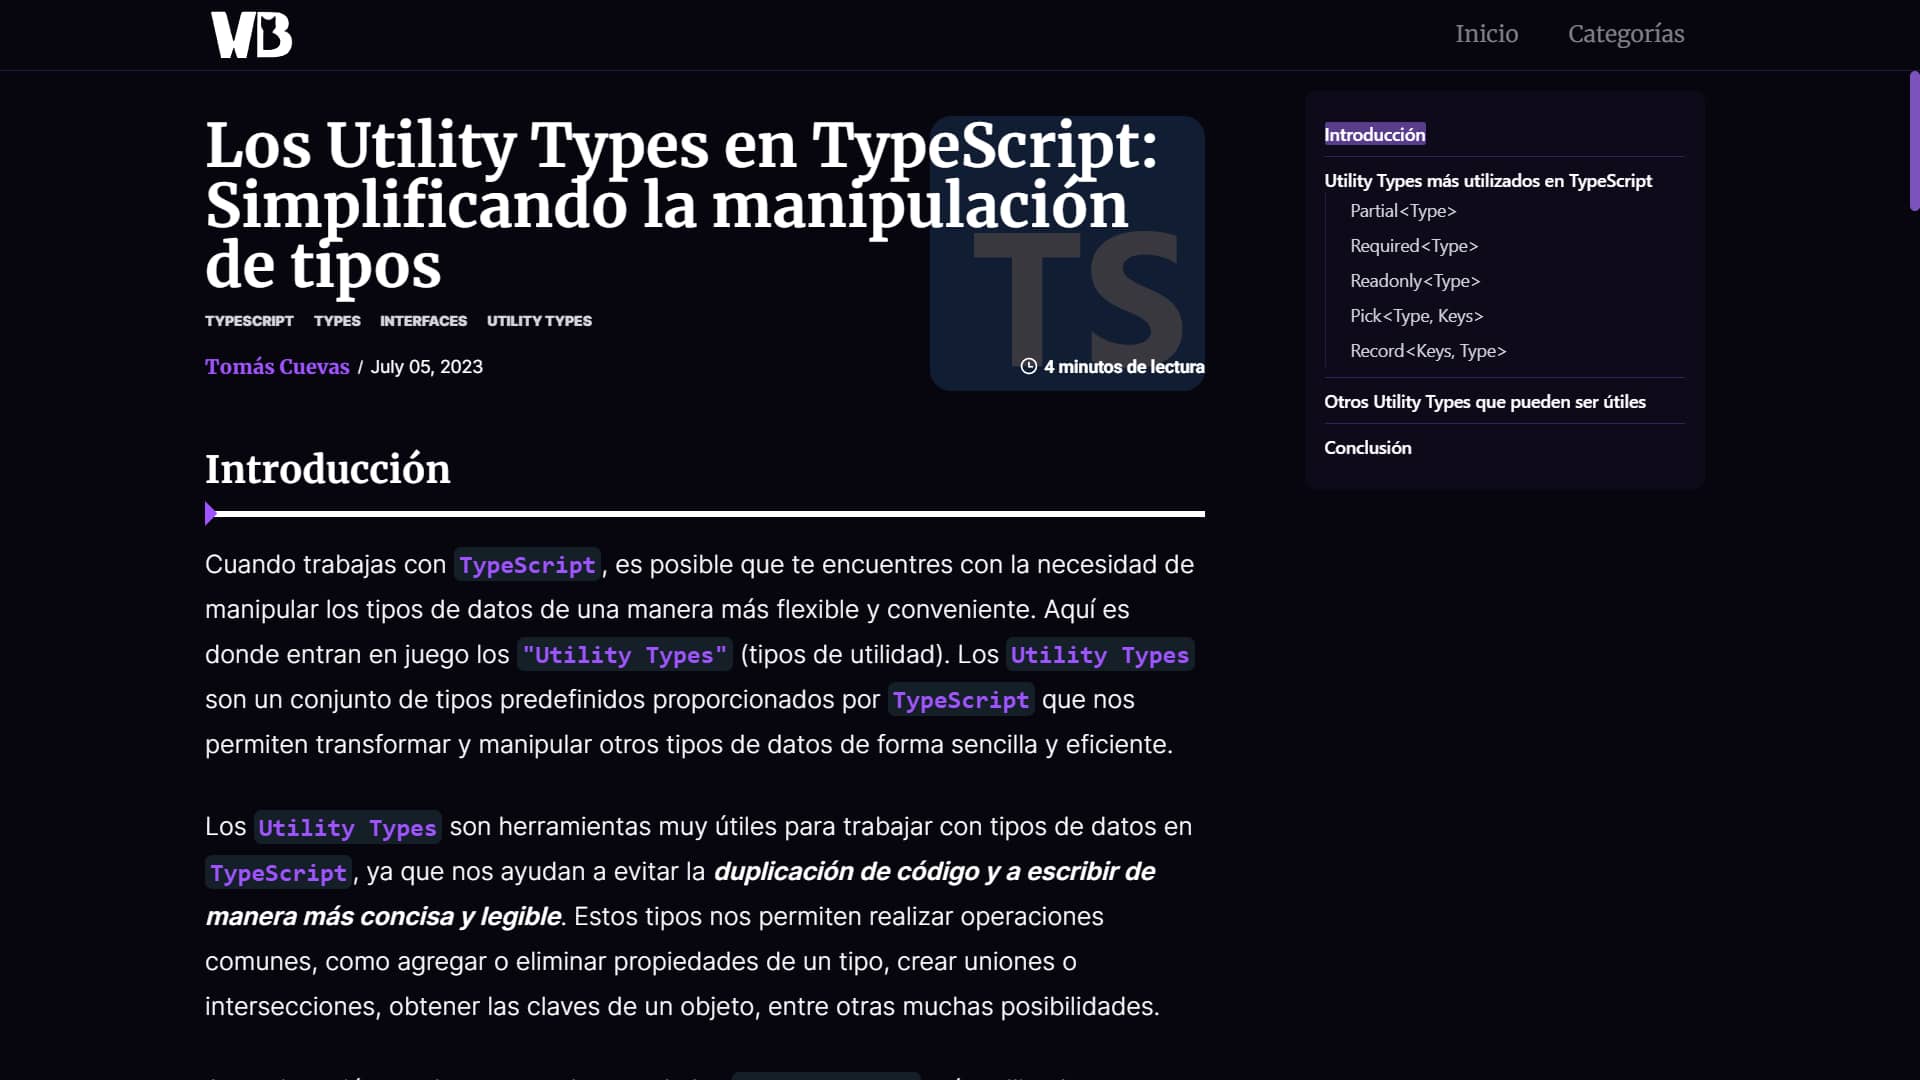 WB
Inicio
Categorías
Los Utility Types en TypeScript:
Simplificando la manipulación
de tipos
TS
TYPESCRIPT TYPES INTERFACES UTILITY TYPES
Tomás Cuevas / July 05, 2023
4 minutos de lectura
Introducción
Cuando trabajas con TypeScript, es posible que te encuentres con la necesidad de
manipular los tipos de datos de una manera más flexible y conveniente. Aquí es
donde entran en juego los "Utility Types" (tipos de utilidad). Los Utility Types
son un conjunto de tipos predefinidos proporcionados por TypeScript que nos
permiten transformar y manipular otros tipos de datos de forma sencilla y eficiente.
Los Utility Types son herramientas muy útiles para trabajar con tipos de datos en
TypeScript, ya que nos ayudan a evitar la duplicación de código y a escribir de
manera más concisa y legible. Estos tipos nos permiten realizar operaciones
comunes, como agregar o eliminar propiedades de un tipo, crear uniones o
intersecciones, obtener las claves de un objeto, entre otras muchas posibilidades.
Introducción
Utility Types más utilizados en TypeScript
Partial<Type>
Required<Type>
Readonly<Type>
Pick<Type, Keys>
Record<Keys, Type>
Otros Utility Types que pueden ser útiles
Conclusión